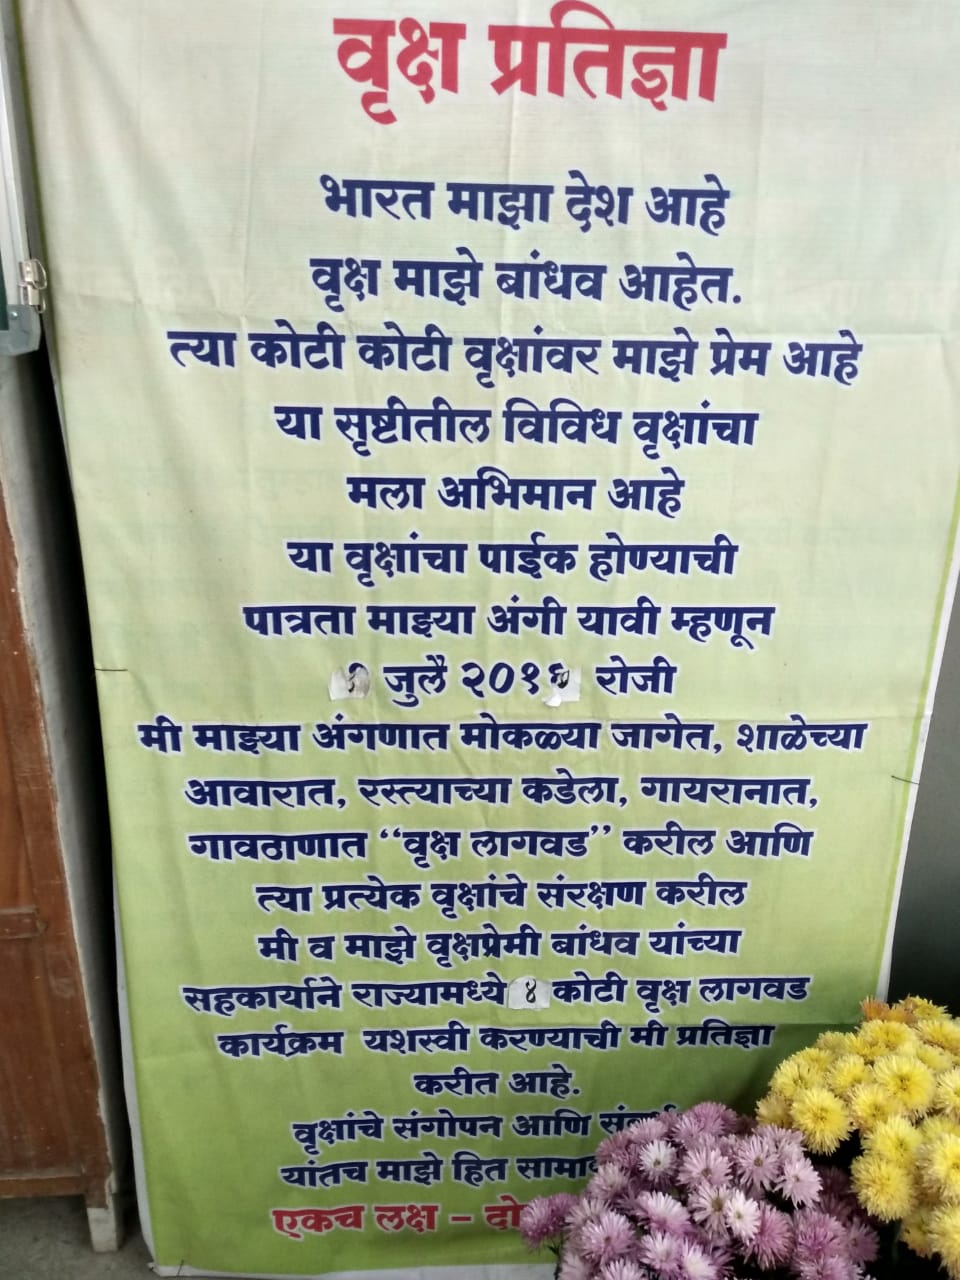 वृक्ष प्रतिज्ञा
भारत माझा देश आहे
वृक्ष माझे बांधव आहेत.
त्या कोटी कोटी वृक्षांवर माझे प्रेम आहे
या सृष्टीतील विविध वृक्षांचा
मला अभिमान आहे
या वृक्षांचा पाईक होण्याची
पात्रता माझ्या अंगी यावी म्हणून
१ जुलै रोजी
मी माझ्या अंगणात मोकळ्या जागेत, शाळेच्या
आवारात, रस्त्याच्या कडेला, गायरानात,
गावठाणात “वृक्ष लागवड” करील आणि
त्या प्रत्येक वृक्षांचे संरक्षण करील
मी व माझे वृक्षप्रेमी बांधव यांच्या
सहकार्याने राज्यामध्ये ४ कोटी वृक्ष लागवड
कार्यक्रम यशस्वी करण्याची मी प्रतिज्ञा
करीत आहे.
वृक्षांचे संगोपन आणि
यांतच माझे हित
एकच लक्ष –